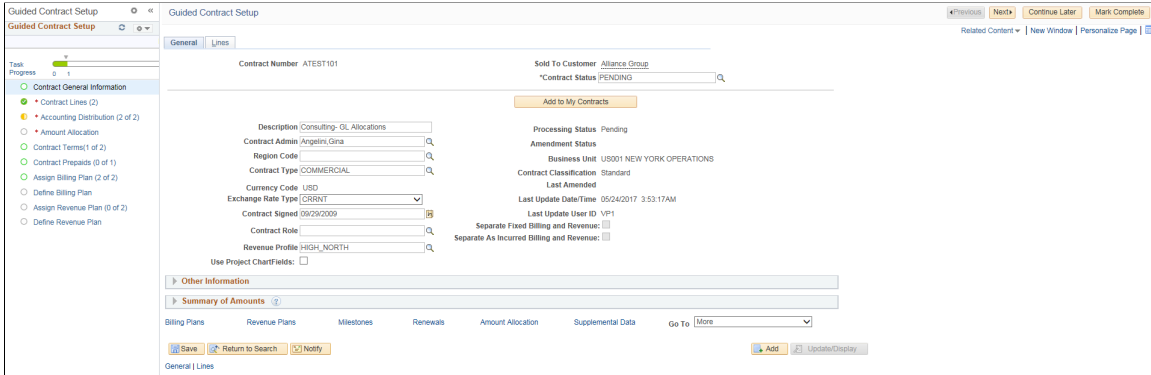 Guided Contract Setup
Guided Contract Setup
Task Progress 0 1
Contract General Information
* Contract Lines (2)
* Accounting Distribution (2 of 2)
* Amount Allocation
Contract Terms(1 of 2)
Contract Prepaids (0 of 1)
Assign Billing Plan (2 of 2)
Define Billing Plan
Assign Revenue Plan (0 of 2)
Define Revenue Plan
Guided Contract Setup
Previous Next Continue Later Mark Complete
Related Content | New Window | Personalize Page |
General Lines
Contract Number ATEST101
Sold To Customer Alliance Group
*Contract Status PENDING
Add to My Contracts
Description Consulting- GL Allocations
Contract Admin Angelini,Gina
Region Code
Contract Type COMMERCIAL
Currency Code USD
Exchange Rate Type CRRNT
Contract Signed 09/29/2009
Contract Role
Revenue Profile HIGH_NORTH
Use Project ChartFields:
Processing Status Pending
Amendment Status
Business Unit US001 NEW YORK OPERATIONS
Contract Classification Standard
Last Amended
Last Update Date/Time 05/24/2017 3:53:17AM
Last Update User ID VP1
Separate Fixed Billing and Revenue:
Separate As Incurred Billing and Revenue:
Other Information
Summary of Amounts ?
Billing Plans Revenue Plans Milestones Renewals Amount Allocation Supplemental Data Go To More
Save Return to Search Notify Add Update/Display
General | Lines